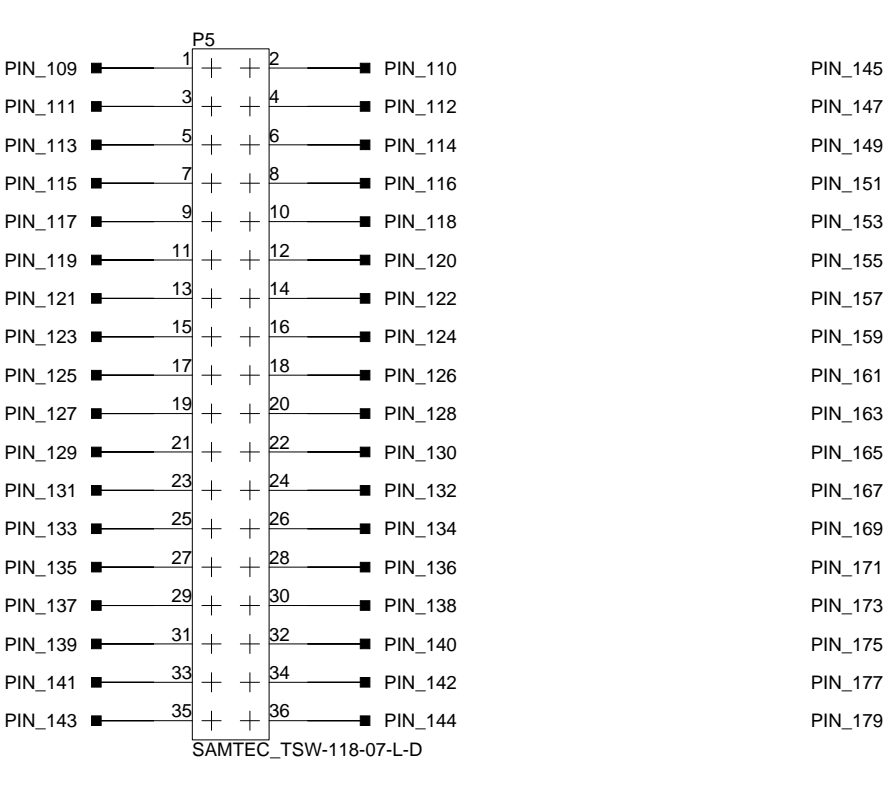 P5
PIN_109 1 2 PIN_110 PIN_145
PIN_111 3 4 PIN_112 PIN_147
PIN_113 5 6 PIN_114 PIN_149
PIN_115 7 8 PIN_116 PIN_151
PIN_117 9 10 PIN_118 PIN_153
PIN_119 11 12 PIN_120 PIN_155
PIN_121 13 14 PIN_122 PIN_157
PIN_123 15 16 PIN_124 PIN_159
PIN_125 17 18 PIN_126 PIN_161
PIN_127 19 20 PIN_128 PIN_163
PIN_129 21 22 PIN_130 PIN_165
PIN_131 23 24 PIN_132 PIN_167
PIN_133 25 26 PIN_134 PIN_169
PIN_135 27 28 PIN_136 PIN_171
PIN_137 29 30 PIN_138 PIN_173
PIN_139 31 32 PIN_140 PIN_175
PIN_141 33 34 PIN_142 PIN_177
PIN_143 35 36 PIN_144 PIN_179
SAMTEC_TSW-118-07-L-D